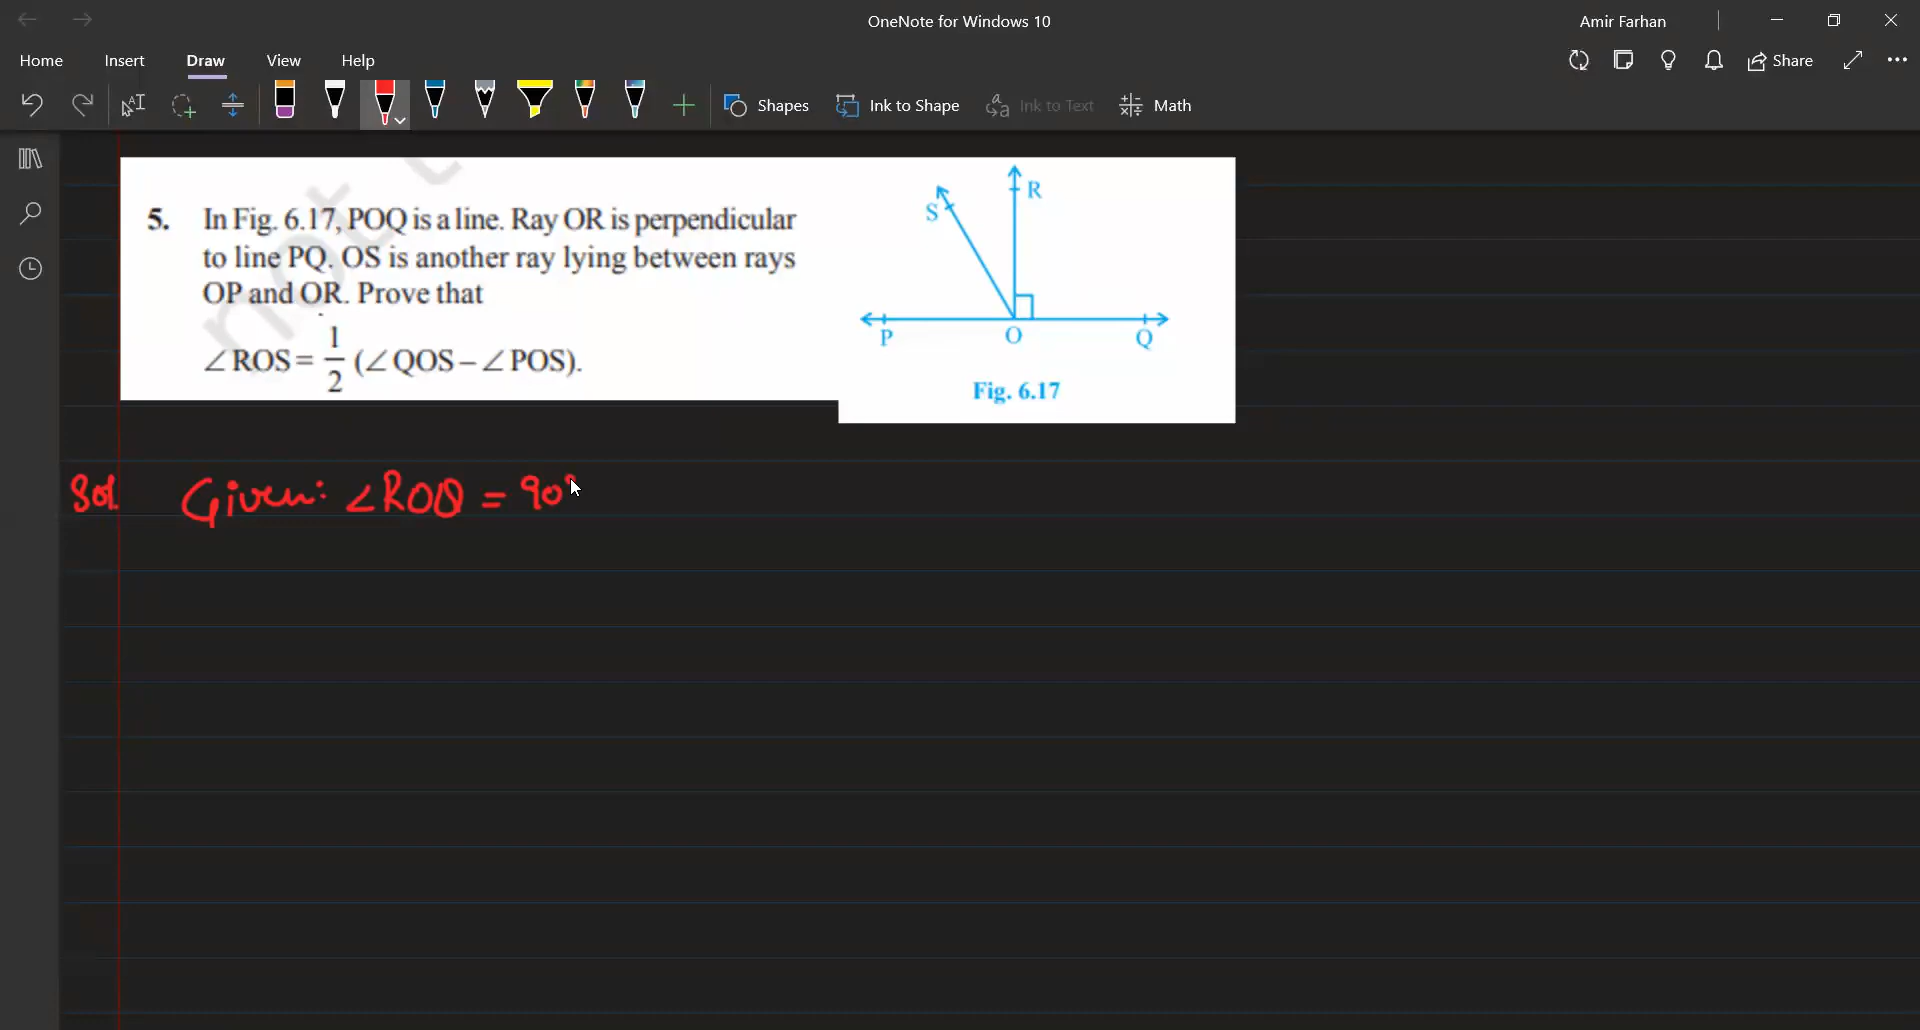 OneNote for Windows 10
Amir Farhan
Home
Insert
Draw
View
Help
Share
Shapes
Ink to Shape
Ink to Text
Math
not t
5. In Fig. 6.17, POQ is a line. Ray OR is perpendicular
to line PQ. OS is another ray lying between rays
OP and OR. Prove that
∠ROS = 1/2 (∠QOS – ∠POS).
R
S
P
O
Q
Fig. 6.17
Sol. Given: ∠ROQ = 90°